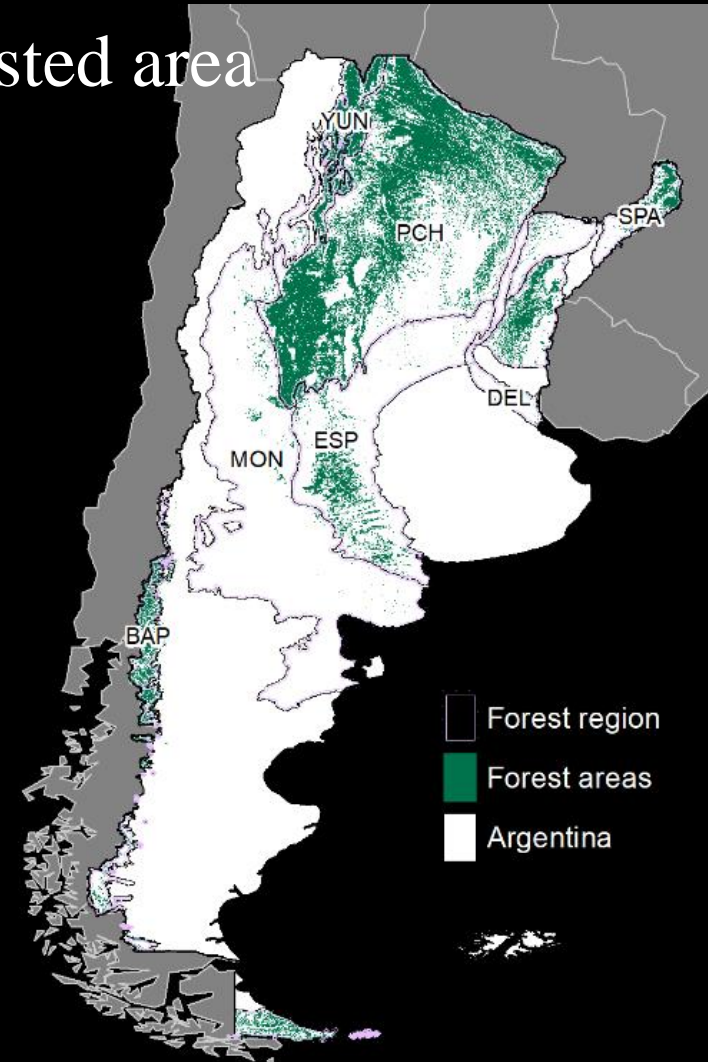 sted area
YUN
PCH
SPA
DEL
ESP
MON
BAP
Forest region
Forest areas
Argentina